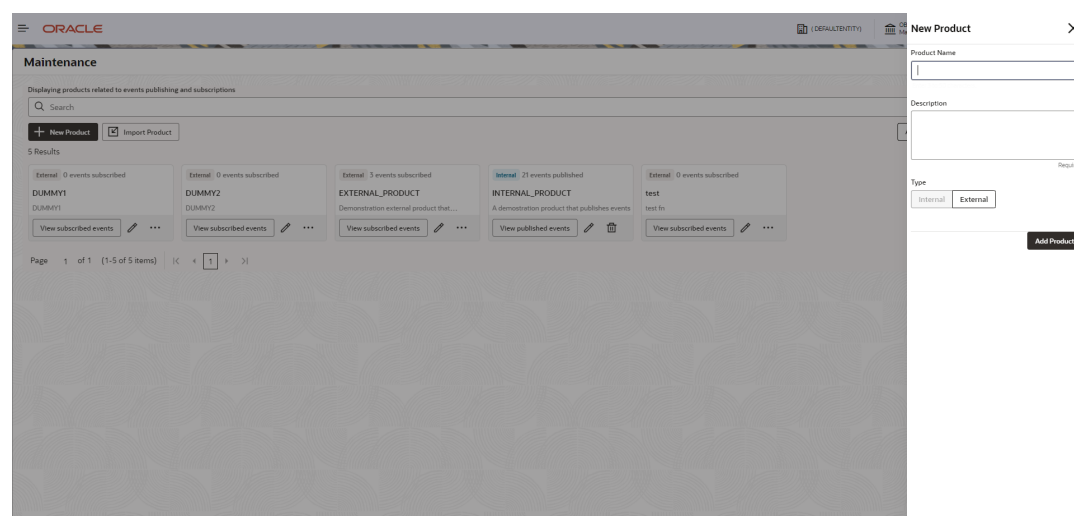 ORACLE
( DEFAULTENTITY)
Maintenance
Displaying products related to events publishing and subscriptions
Search
New Product
Import Product
5 Results
External 0 events subscribed
DUMMY1
DUMMY1
View subscribed events
External 0 events subscribed
DUMMY2
DUMMY2
View subscribed events
External 3 events subscribed
EXTERNAL_PRODUCT
Demonstration external product that....
View subscribed events
Internal 21 events published
INTERNAL_PRODUCT
A demostration product that publishes events
View published events
External 0 events subscribed
test
test fn
View subscribed events
Page 1 of 1 (1-5 of 5 items) 1
New Product
Product Name
Description
Requi
Type
Internal External
Add Product